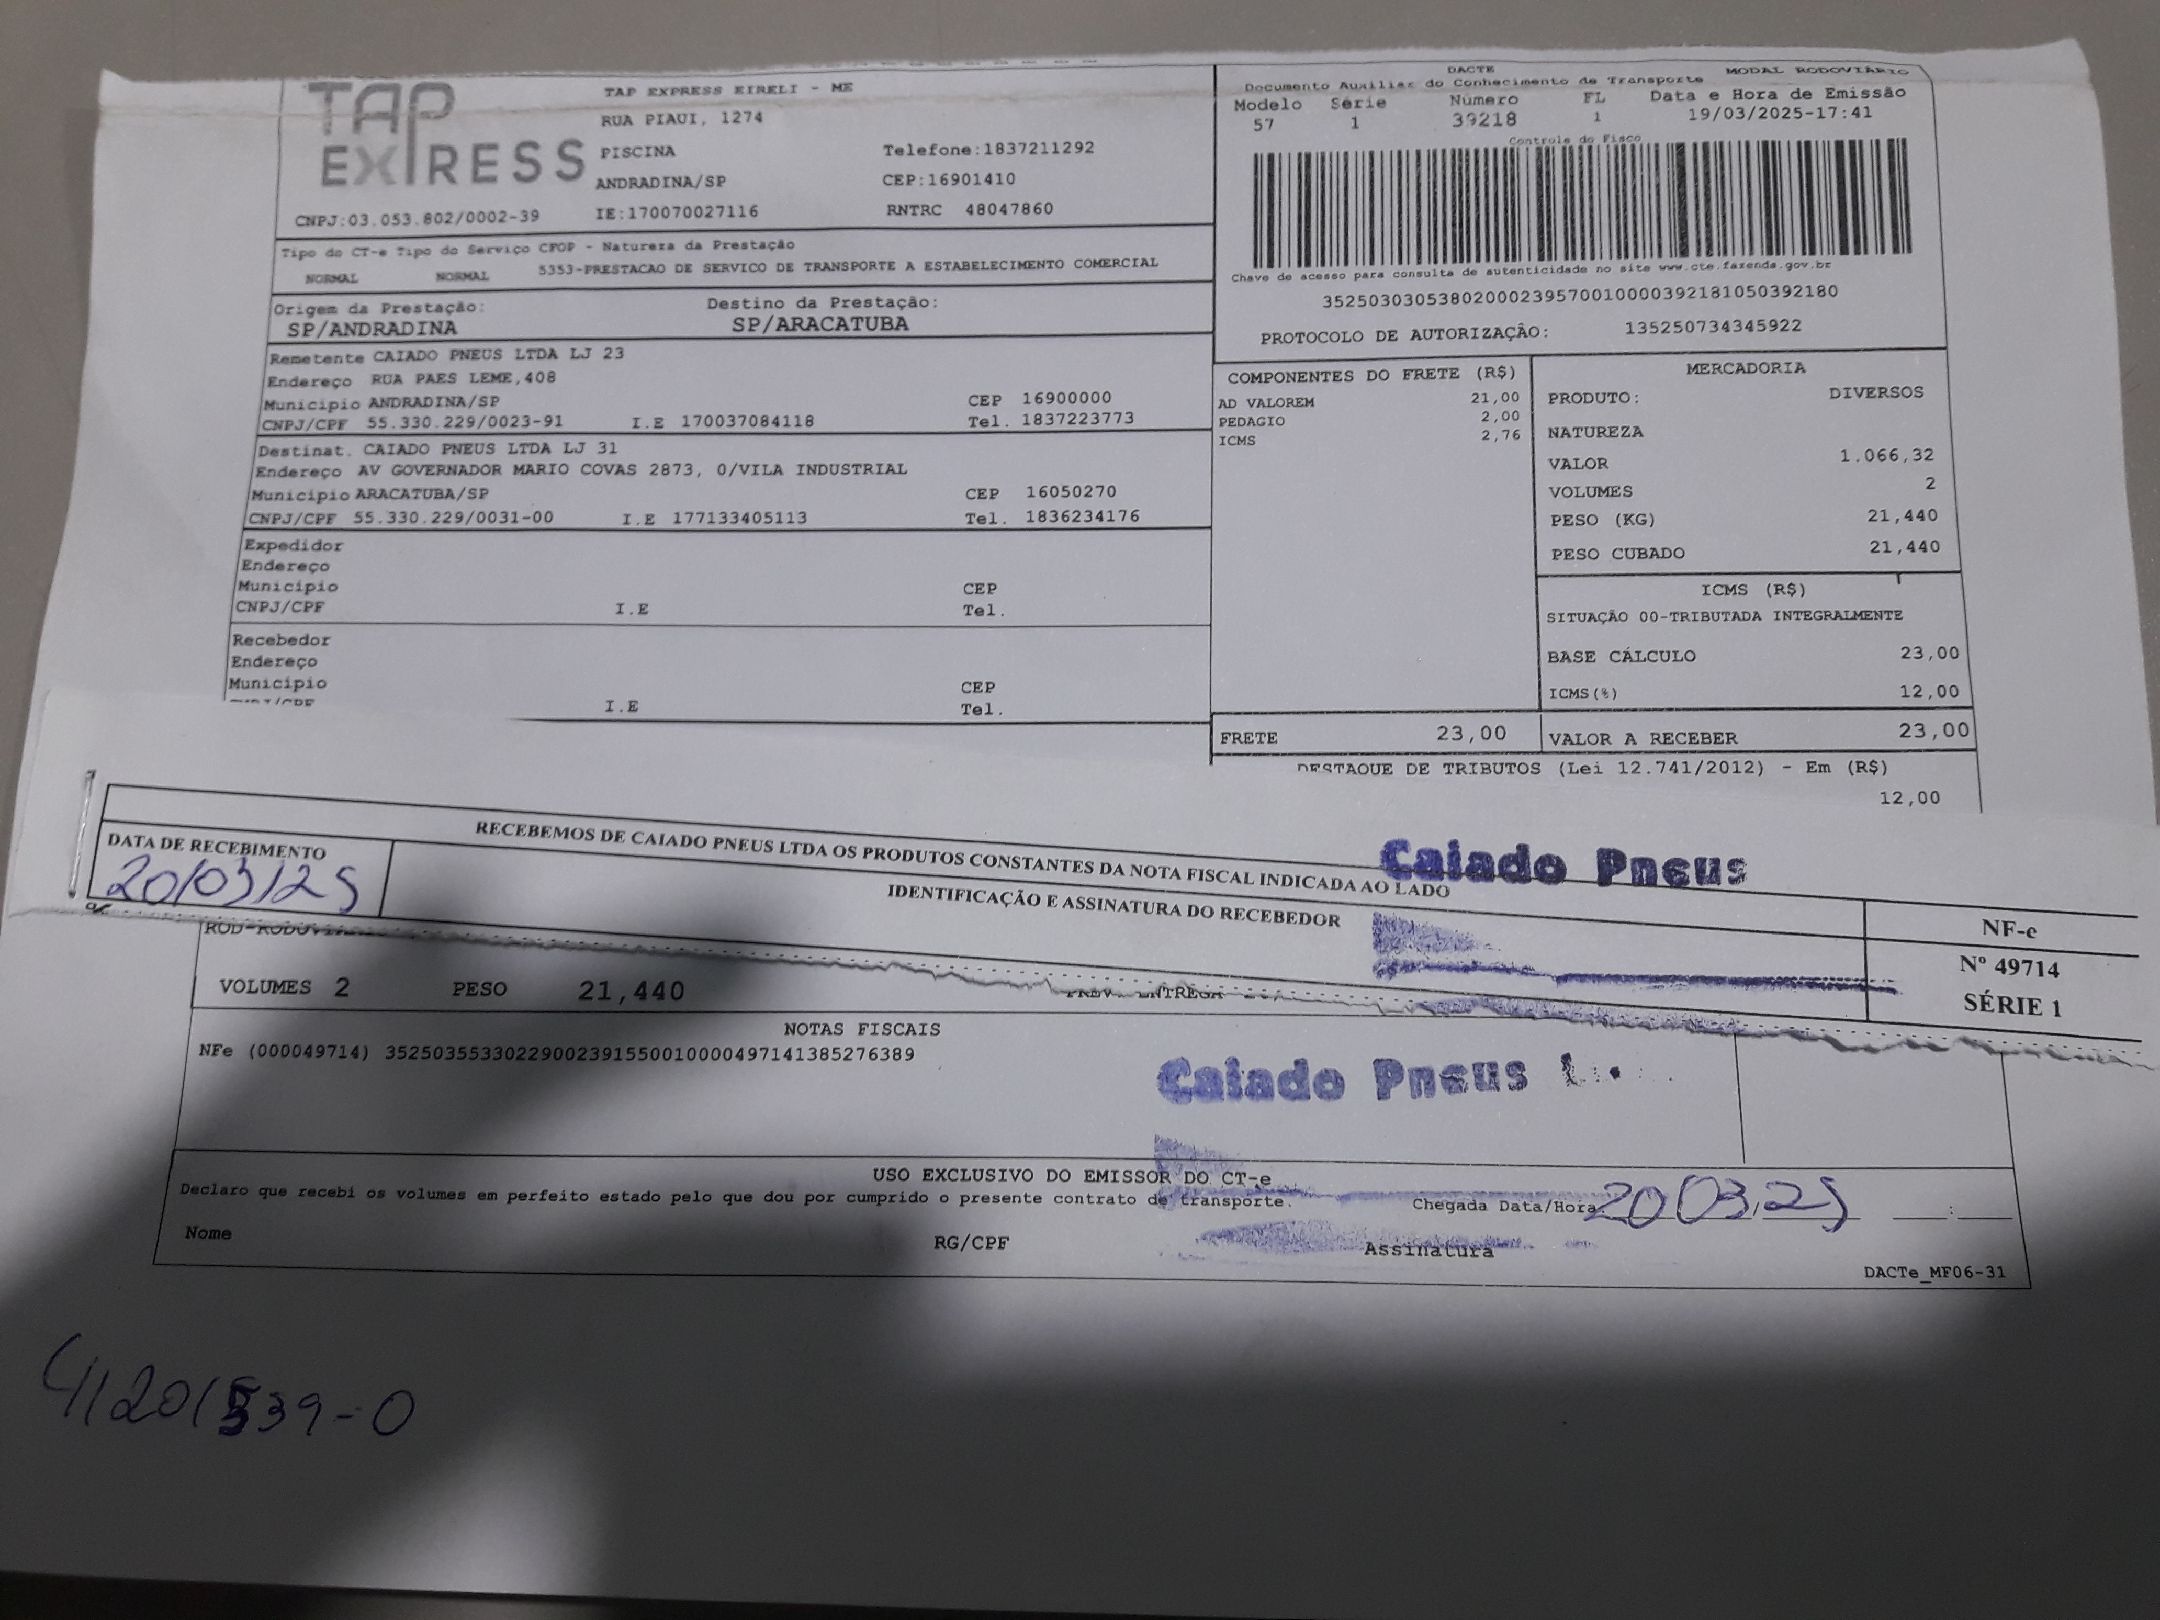 TAP EXPRESS
TAP EXPRESS EIRELI - ME
RUA PIAUI, 1274
PISCINA Telefone:1837211292
ANDRADINA/SP CEP:16901410
CNPJ:03.053.802/0002-39 IE:170070027116 RNTRC 48047860
DACTE MODAL RODOVIÁRIO
Documento Auxiliar do Conhecimento de Transporte
Modelo Série Número FL Data e Hora de Emissão
57 1 39218 1 19/03/2025-17:41
Controle do Fisco
Chave de acesso para consulta de autenticidade no site www.cte.fazenda.gov.br
35250303053802000239570010000392181050392180
PROTOCOLO DE AUTORIZAÇÃO: 135250734345922
Tipo do CT-e Tipo do Serviço CFOP - Natureza da Prestação
NORMAL NORMAL 5353-PRESTACAO DE SERVICO DE TRANSPORTE A ESTABELECIMENTO COMERCIAL
Origem da Prestação: Destino da Prestação:
SP/ANDRADINA SP/ARACATUBA
Remetente CAIADO PNEUS LTDA LJ 23
Endereço RUA PAES LEME,408
Município ANDRADINA/SP CEP 16900000
CNPJ/CPF 55.330.229/0023-91 I.E 170037084118 Tel. 1837223773
Destinat. CAIADO PNEUS LTDA LJ 31
Endereço AV GOVERNADOR MARIO COVAS 2873, 0/VILA INDUSTRIAL
Município ARACATUBA/SP CEP 16050270
CNPJ/CPF 55.330.229/0031-00 I.E 177133405113 Tel. 1836234176
Expedidor
Endereço
Município CEP
CNPJ/CPF I.E Tel.
Recebedor
Endereço
Município CEP
CNPJ/CPF I.E Tel.
COMPONENTES DO FRETE (R$)
AD VALOREM 21,00
PEDAGIO 2,00
ICMS 2,76
MERCADORIA
PRODUTO: DIVERSOS
NATUREZA
VALOR 1.066,32
VOLUMES 2
PESO (KG) 21,440
PESO CUBADO 21,440
ICMS (R$)
SITUAÇÃO 00-TRIBUTADA INTEGRALMENTE
BASE CÁLCULO 23,00
ICMS(%) 12,00
FRETE 23,00 VALOR A RECEBER 23,00
DESTAQUE DE TRIBUTOS (Lei 12.741/2012) - Em (R$)
12,00
RECEBEMOS DE CAIADO PNEUS LTDA OS PRODUTOS CONSTANTES DA NOTA FISCAL INDICADA AO LADO
Caiado Pneus
DATA DE RECEBIMENTO
20/03/25
IDENTIFICAÇÃO E ASSINATURA DO RECEBEDOR
NF-e
Nº 49714
SÉRIE 1
VOLUMES 2 PESO 21,440 PREV. ENTREGA
NOTAS FISCAIS
NFe (000049714) 35250355330229002391550010000497141385276389
Caiado Pneus
USO EXCLUSIVO DO EMISSOR DO CT-e
Declaro que recebi os volumes em perfeito estado pelo que dou por cumprido o presente contrato de transporte.
Chegada Data/Hora 20 03,25
Nome RG/CPF Assinatura
DACTe_MF06-31